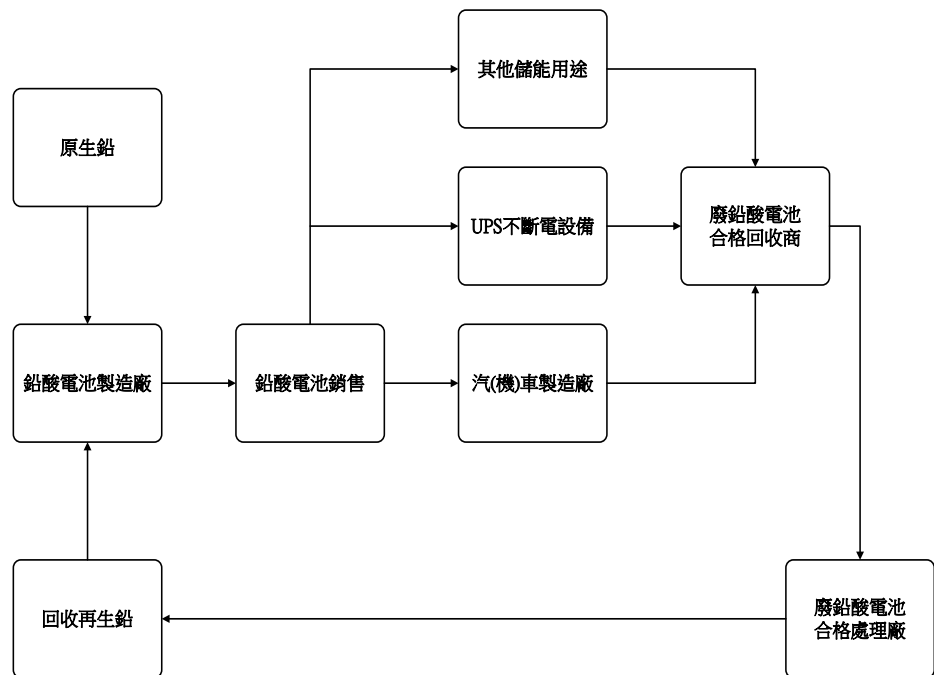 其他儲能用途
原生鉛
UPS不斷電設備
廢鉛酸電池
合格回收商
鉛酸電池製造廠
鉛酸電池銷售
汽(機)車製造廠
回收再生鉛
廢鉛酸電池
合格處理廠